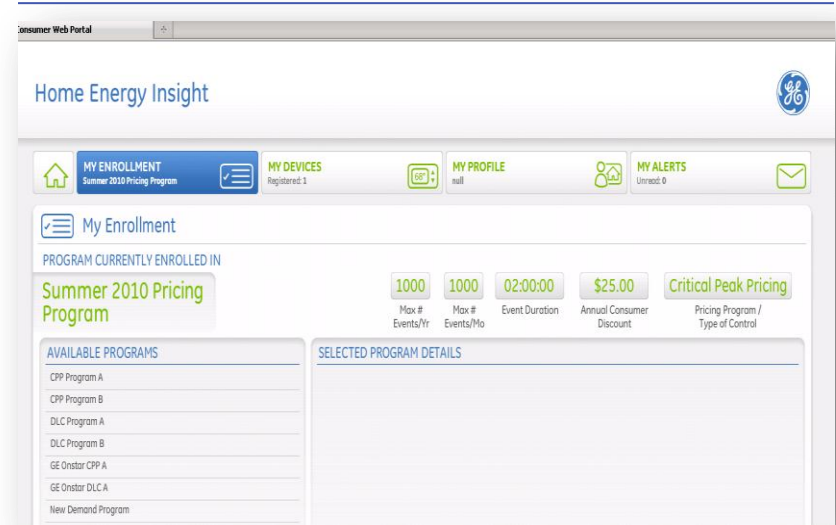 onsumer Web Portal
Home Energy Insight
MY ENROLLMENT
Summer 2010 Pricing Program
MY DEVICES
Registered: 1
68°
MY PROFILE
null
MY ALERTS
Unread: 0
My Enrollment
PROGRAM CURRENTLY ENROLLED IN
Summer 2010 Pricing
Program
1000
Max #
Events/Yr
1000
Max #
Events/Mo
02:00:00
Event Duration
$25.00
Annual Consumer
Discount
Critical Peak Pricing
Pricing Program /
Type of Control
AVAILABLE PROGRAMS
CPP Program A
CPP Program B
DLC Program A
DLC Program B
GE Onstar CPP A
GE Onstar DLC A
New Demand Program
SELECTED PROGRAM DETAILS